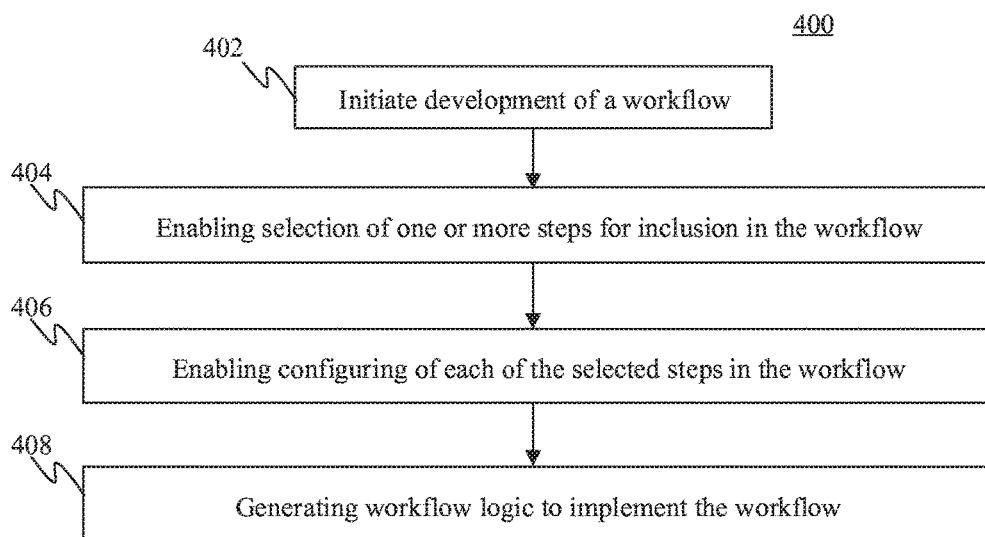 400
402
Initiate development of a workflow
404
Enabling selection of one or more steps for inclusion in the workflow
406
Enabling configuring of each of the selected steps in the workflow
408
Generating workflow logic to implement the workflow